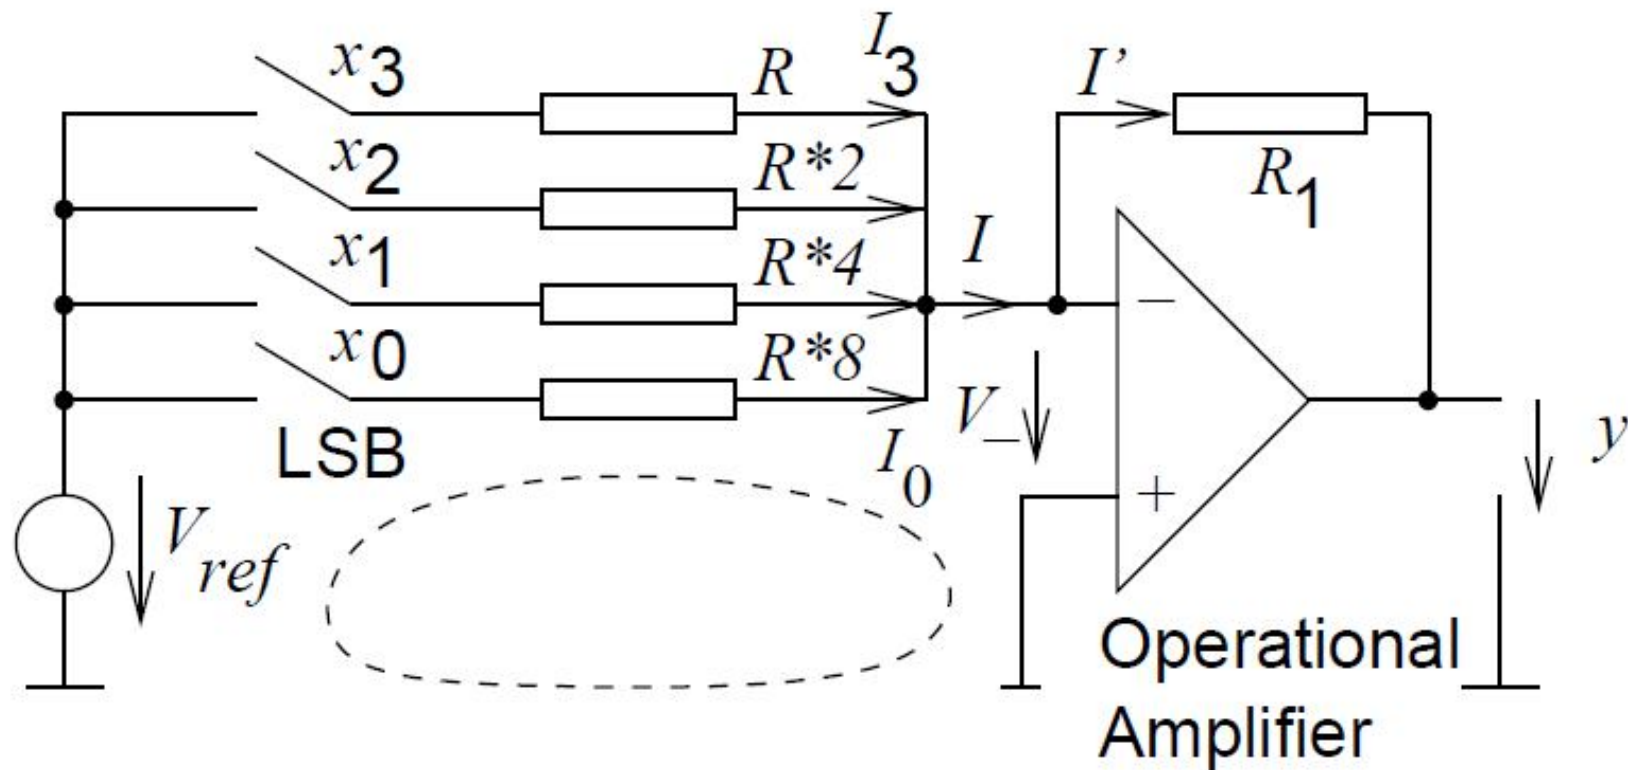 x3 R I3 I’
x2 R*2 R1
x1 R*4 I −
x0 R*8
LSB I0 V− y
+
Vref
Operational
Amplifier